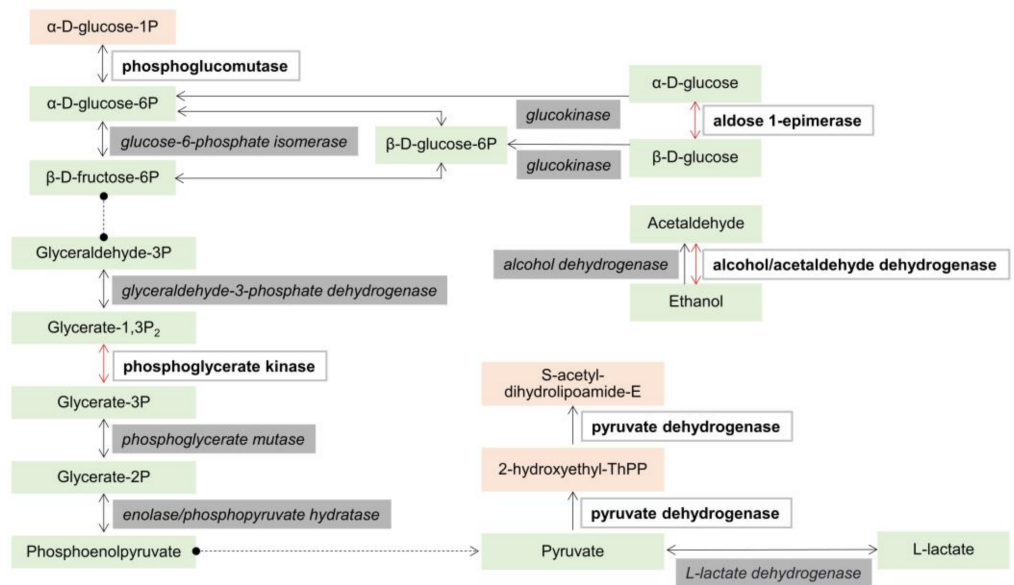 α-D-glucose-1P
phosphoglucomutase
α-D-glucose-6P
α-D-glucose
glucokinase
aldose 1-epimerase
glucose-6-phosphate isomerase
β-D-glucose-6P
β-D-glucose
glucokinase
β-D-fructose-6P
Acetaldehyde
Glyceraldehyde-3P
alcohol dehydrogenase
alcohol/acetaldehyde dehydrogenase
glyceraldehyde-3-phosphate dehydrogenase
Ethanol
Glycerate-1,3P₂
phosphoglycerate kinase
S-acetyl-
dihydrolipoamide-E
Glycerate-3P
pyruvate dehydrogenase
phosphoglycerate mutase
2-hydroxyethyl-ThPP
Glycerate-2P
pyruvate dehydrogenase
enolase/phosphopyruvate hydratase
Phosphoenolpyruvate
Pyruvate
L-lactate
L-lactate dehydrogenase